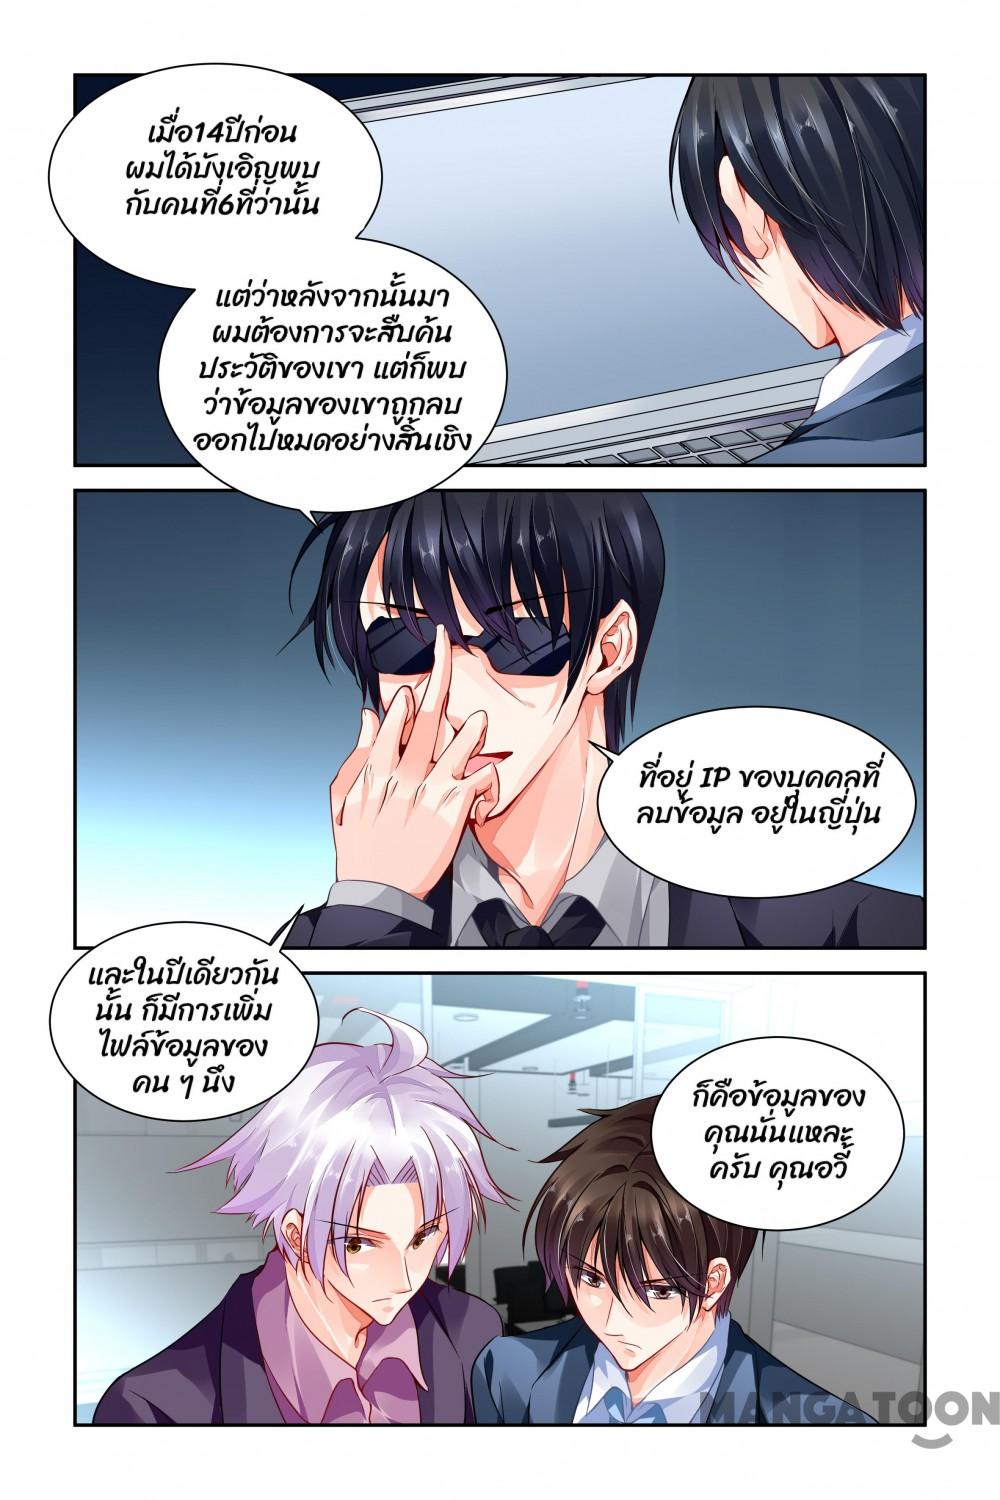 เมื่อ14ปีก่อน
ผมได้บังเอิญพบ
กับคนที่6ที่ว่านั้น
แต่ว่าหลังจากนั้นมา
ผมต้องการจะสืบค้น
ประวัติของเขา แต่ก็พบ
ว่าข้อมูลของเขาถูกลบ
ออกไปหมดอย่างสิ้นเชิง
ที่อยู่ IP ของบุคคลที่
ลบข้อมูล อยู่ในญี่ปุ่น
และในปีเดียวกัน
นั้น ก็มีการเพิ่ม
ไฟล์ข้อมูลของ
คน ๆ นึง
ก็คือข้อมูลของ
คุณนั่นแหละ
ครับ คุณอวี้
MANGATOON